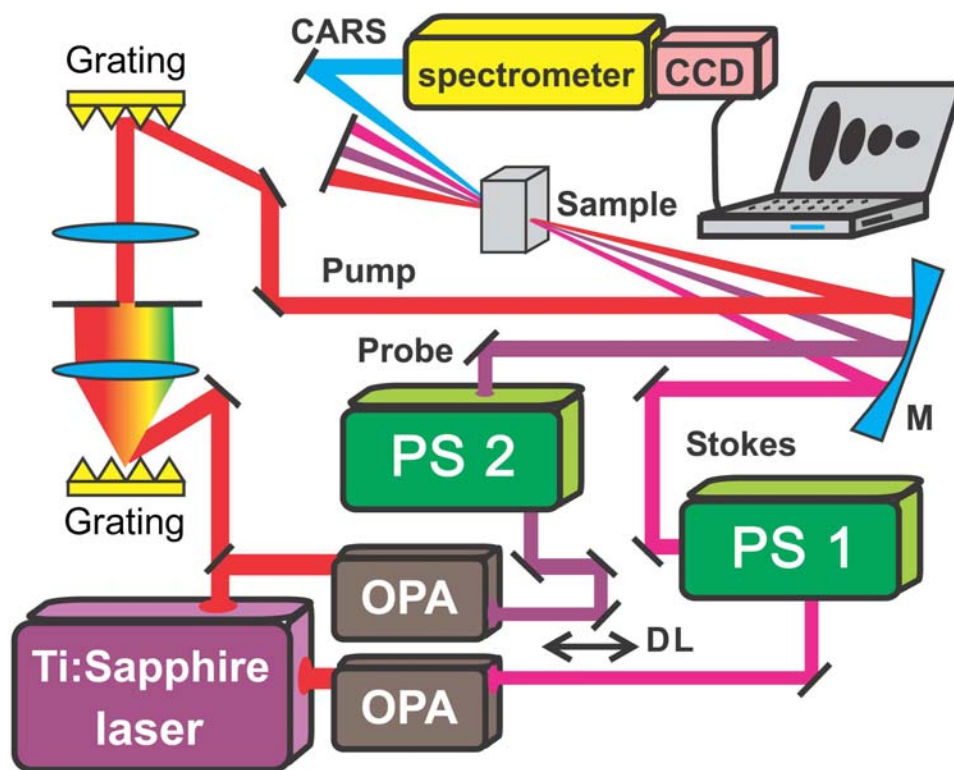 CARS
Grating
spectrometer
CCD
Sample
Pump
Probe
M
PS 2
Stokes
Grating
PS 1
OPA
DL
Ti:Sapphire
laser
OPA